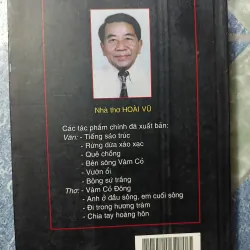 Nhà thơ HOÀI VŨ
Các tác phẩm chính đã xuất bản:
Văn: - Tiếng sáo trúc
- Rừng dừa xào xạc
- Quê chồng
- Bên sông Vàm Cỏ
- Vườn ổi
- Bông sứ trắng
Thơ: - Vàm Cỏ Đông
- Anh ở đầu sông, em cuối sông
- Đi trong hương tràm
- Chia tay hoàng hôn